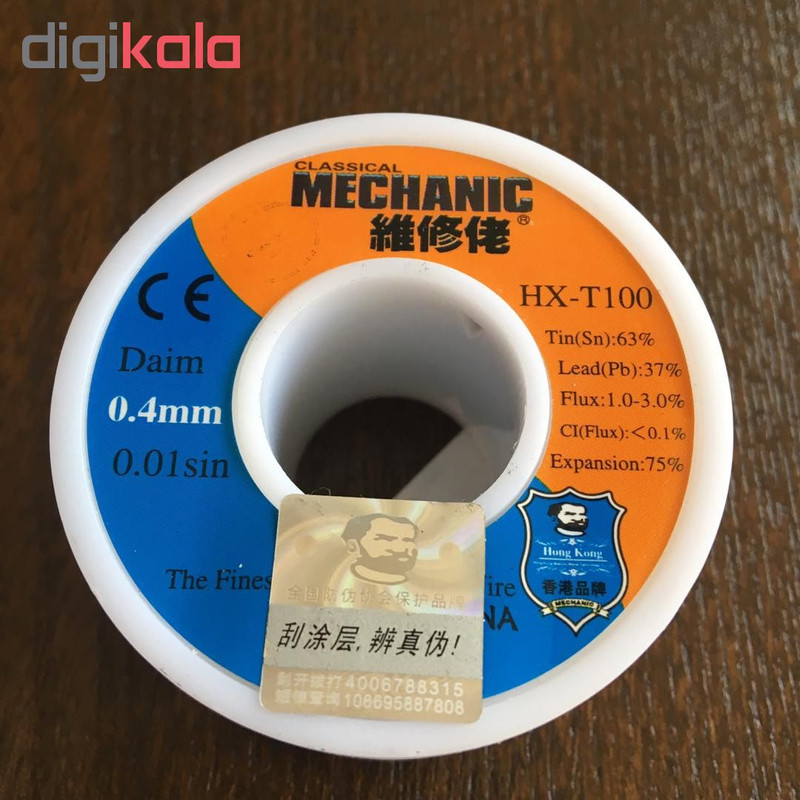 digikala
CLASSICAL
MECHANIC
維修佬®
CE
HX-T100
Tin(Sn):63%
Lead(Pb):37%
Flux:1.0-3.0%
CI(Flux):<0.1%
Expansion:75%
Daim
0.4mm
0.01sin
The Fines
ire
NA
Hong Kong
香港品牌
MECHANIC
全国防伪协会保护品牌
刮涂层,辨真伪!
刮开拨打4006788315
短信查询108695887808